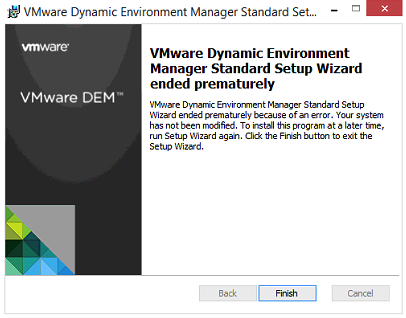 VMware Dynamic Environment Manager Standard Set...
vmware®
VMware DEM™
VMware Dynamic Environment
Manager Standard Setup Wizard
ended prematurely
VMware Dynamic Environment Manager Standard Setup
Wizard ended prematurely because of an error. Your system
has not been modified. To install this program at a later time,
run Setup Wizard again. Click the Finish button to exit the
Setup Wizard.
Back
Finish
Cancel